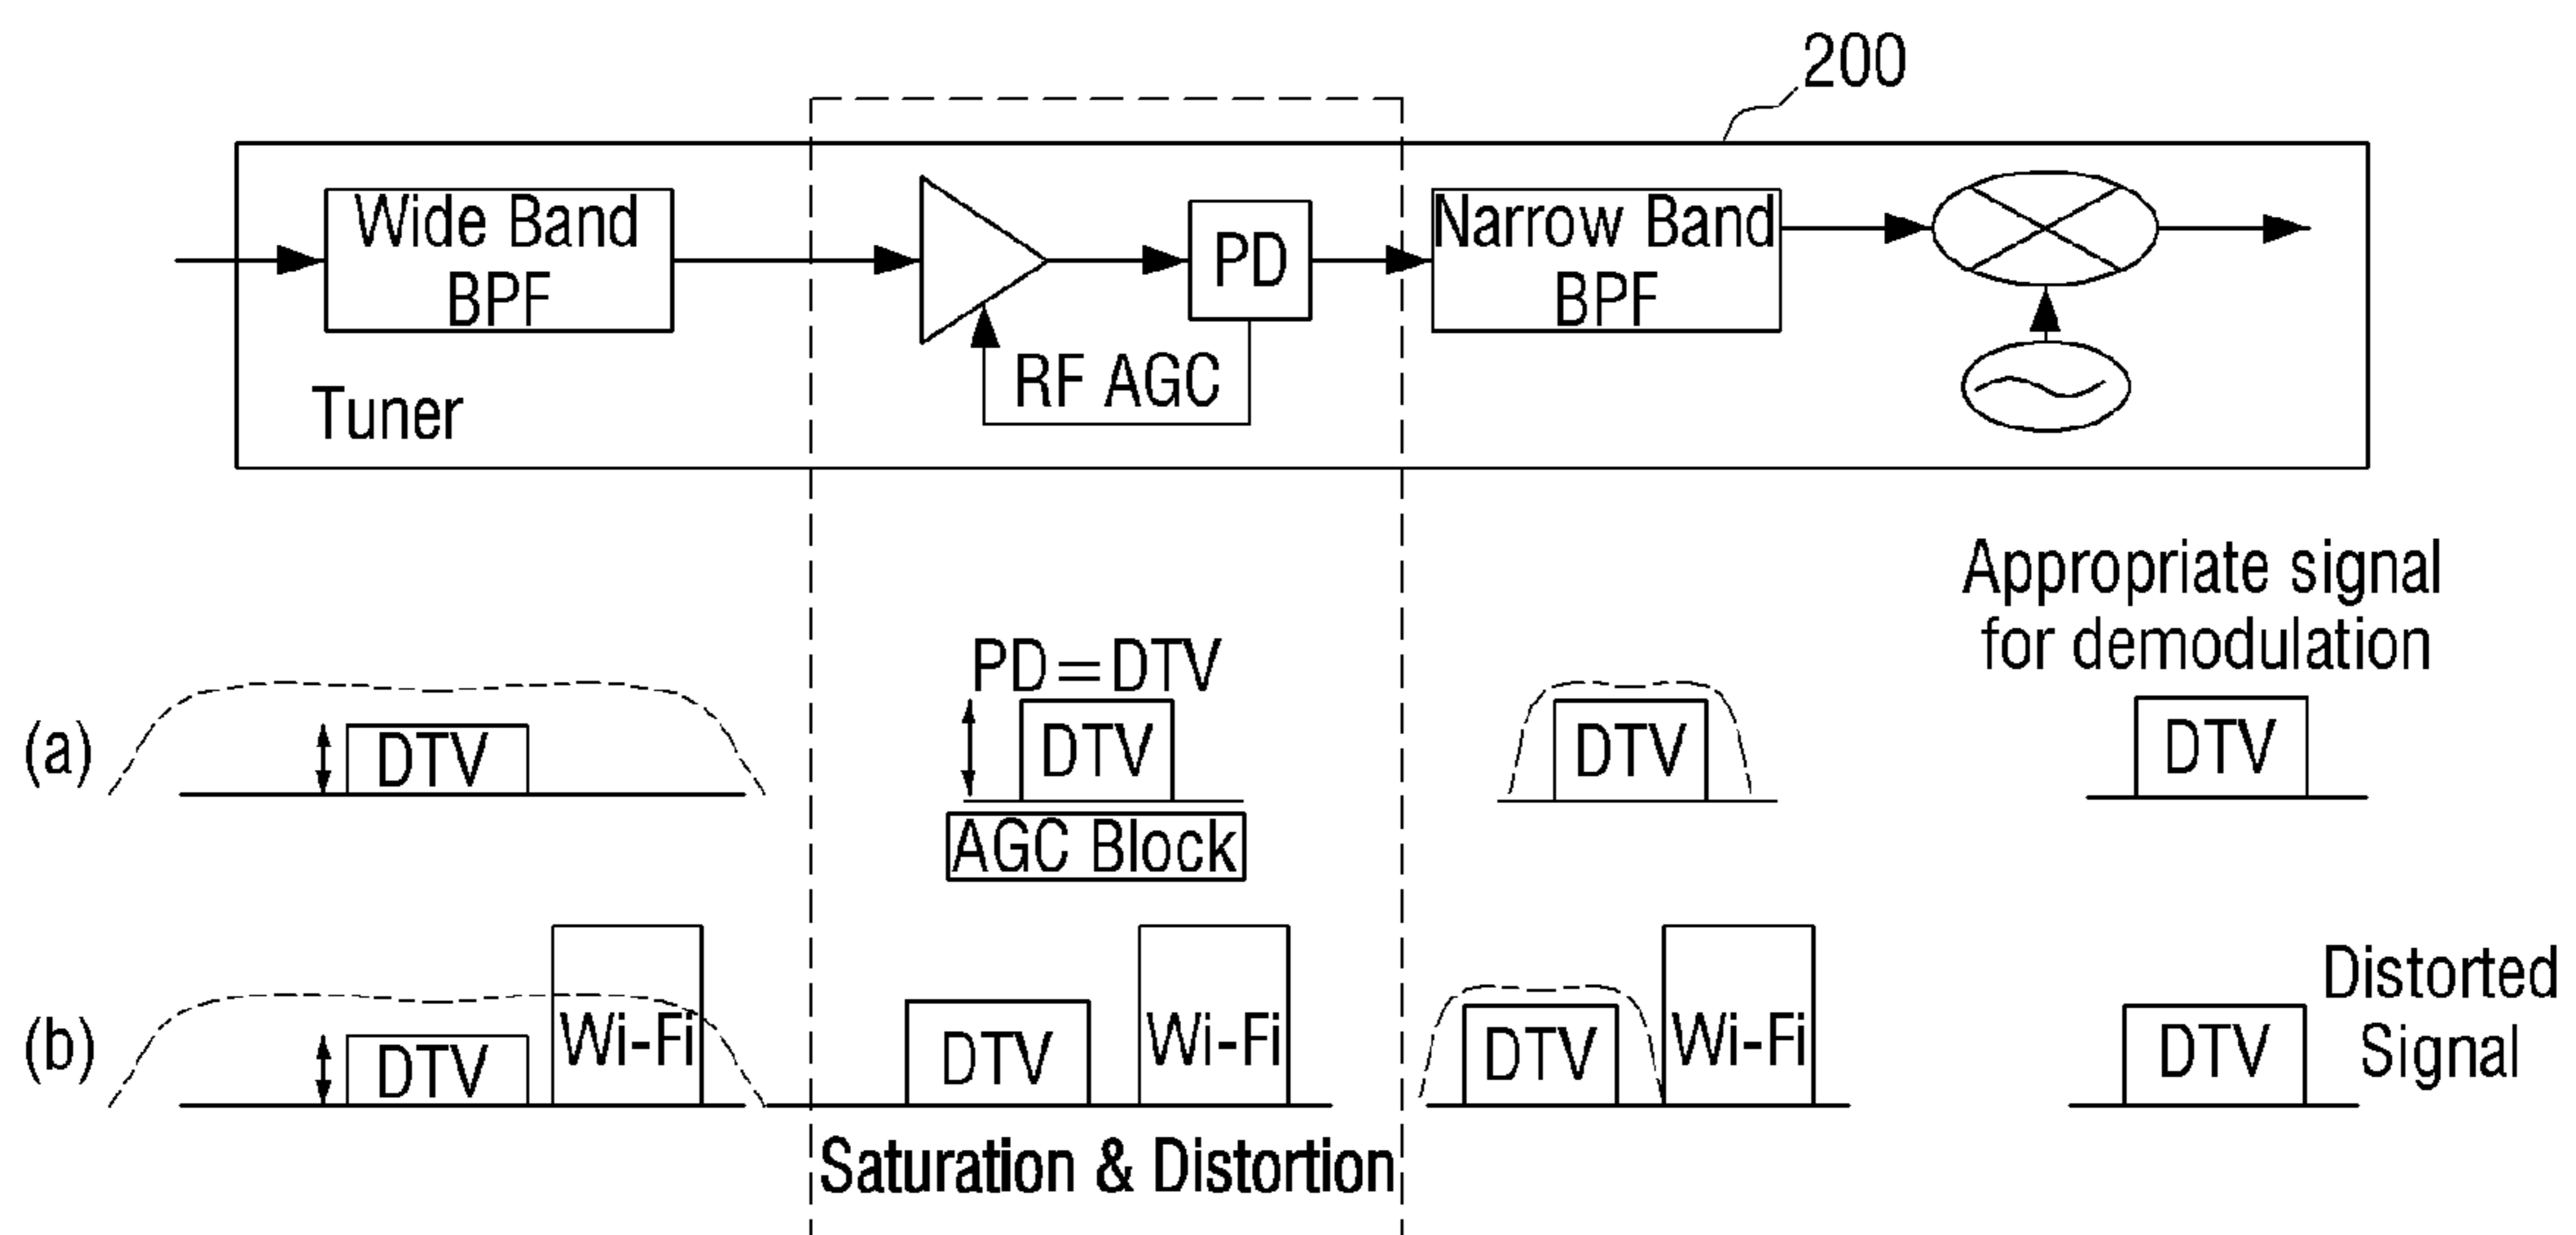 200
Wide Band
BPF
PD
Narrow Band
BPF
RF AGC
Tuner
Appropriate signal
for demodulation
PD=DTV
(a)
DTV
DTV
DTV
DTV
AGC Block
(b)
DTV
Wi-Fi
DTV
Wi-Fi
DTV
Wi-Fi
DTV
Distorted
Signal
Saturation & Distortion